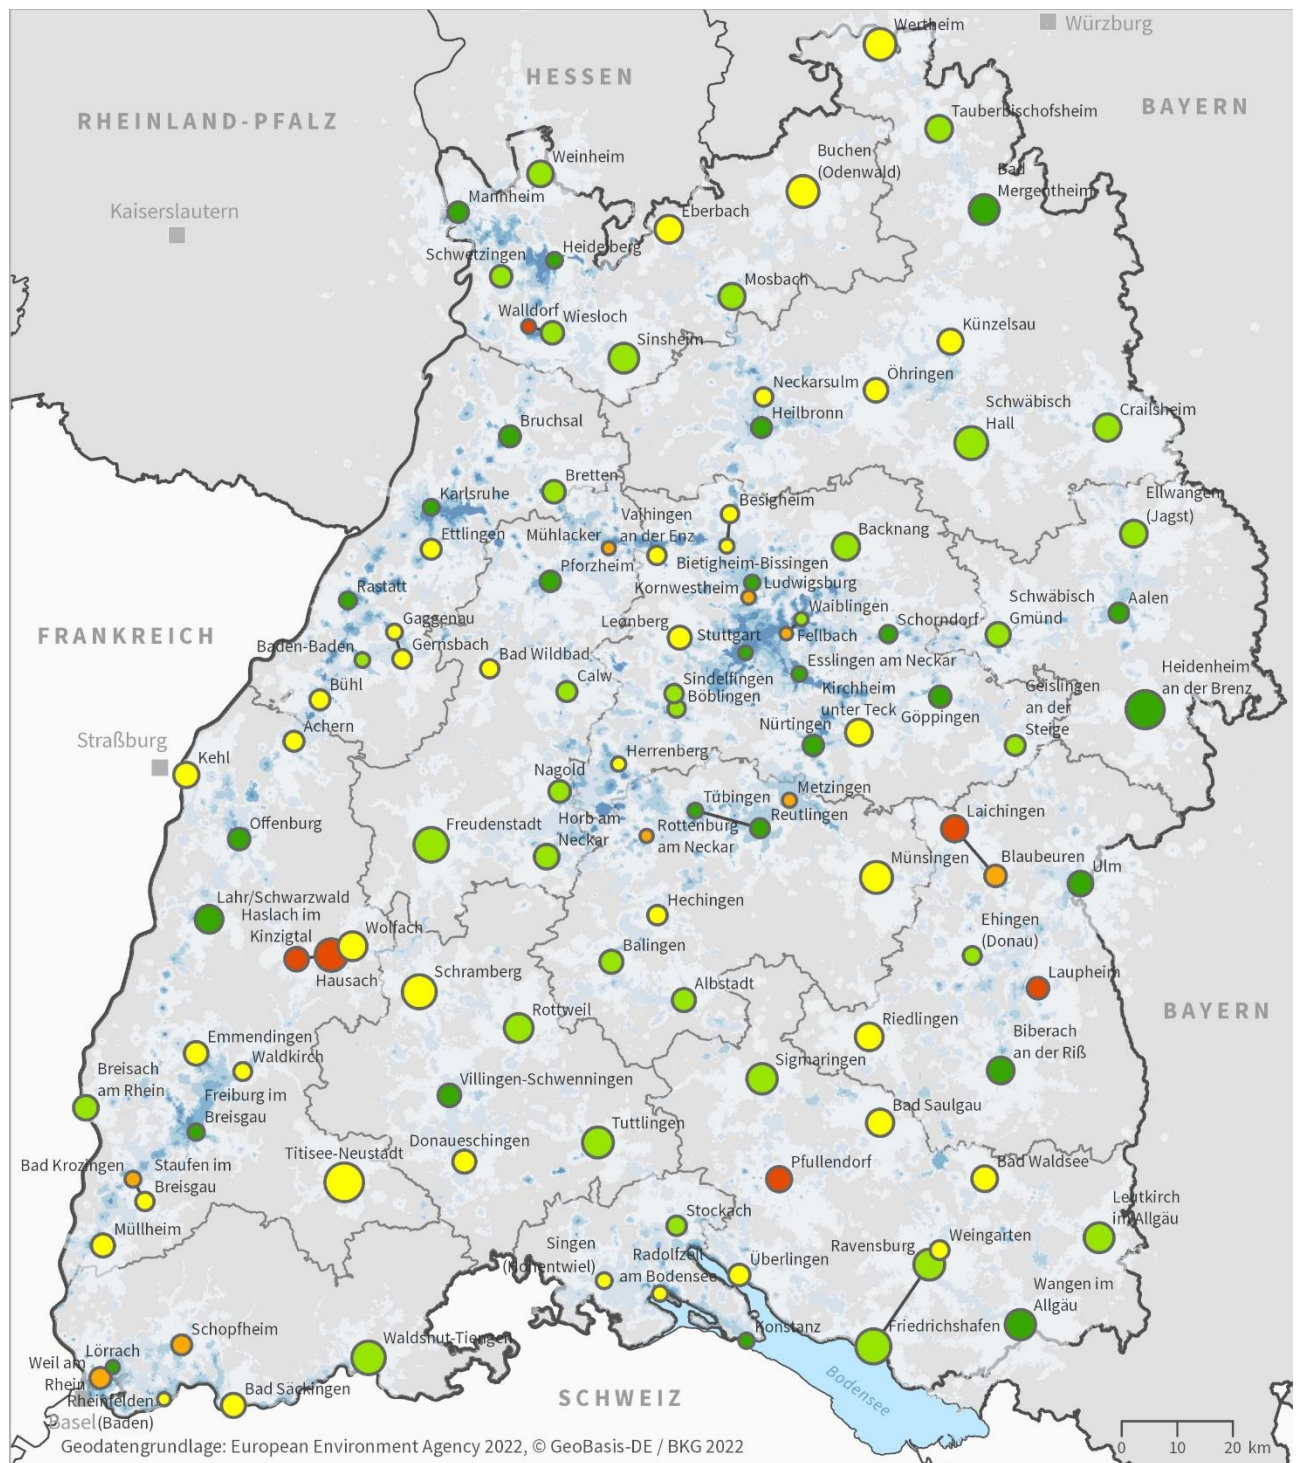 Wertheim
Würzburg
HESSEN
BAYERN
RHEINLAND-PFALZ
Tauberbischofsheim
Weinheim
Buchen
(Odenwald)
Bad
Mergentheim
Mannheim
Kaiserslautern
Eberbach
Heidelberg
Schwetzingen
Mosbach
Walldorf
Wiesloch
Künzelsau
Sinsheim
Neckarsulm
Öhringen
Heilbronn
Schwäbisch
Hall
Crailsheim
Bruchsal
Bretten
Karlsruhe
Besigheim
Ellwangen
(Jagst)
Ettlingen
Mühlacker
Vaihingen
an der Enz
Backnang
Bietigheim-Bissingen
Pforzheim
Kornwestheim
Ludwigsburg
Rastatt
Waiblingen
Schwäbisch
Gmünd
Aalen
FRANKREICH
Gaggenau
Leonberg
Stuttgart
Fellbach
Schorndorf
Baden-Baden
Gernsbach
Bad Wildbad
Esslingen am Neckar
Heidenheim
an der Brenz
Bühl
Calw
Sindelfingen
Böblingen
Kirchheim
unter Teck
Göppingen
Geislingen
an der
Steige
Achern
Nürtingen
Straßburg
Kehl
Herrenberg
Nagold
Metzingen
Tübingen
Reutlingen
Laichingen
Offenburg
Freudenstadt
Horb am
Neckar
Rottenburg
am Neckar
Münsingen
Blaubeuren
Ulm
Lahr/Schwarzwald
Haslach im
Kinzigtal
Wolfach
Hausach
Hechingen
Ehingen
(Donau)
Balingen
Laupheim
Schramberg
Albstadt
BAYERN
Rottweil
Riedlingen
Biberach
an der Riß
Emmendingen
Waldkirch
Sigmaringen
Breisach
am Rhein
Freiburg im
Breisgau
Villingen-Schwenningen
Bad Saulgau
Tuttlingen
Donaueschingen
Titisee-Neustadt
Bad Krozingen
Staufen im
Breisgau
Pfullendorf
Bad Waldsee
Leutkirch
im Allgäu
Müllheim
Stockach
Singen
(Hohentwiel)
Radolfzell
am Bodensee
Überlingen
Ravensburg
Weingarten
Wangen im
Allgäu
Schopfheim
Waldshut-Tiengen
Konstanz
Friedrichshafen
Lörrach
Weil am
Rhein
Rheinfelden
(Baden)
Basel
Bad Säckingen
SCHWEIZ
Bodensee
Geodatengrundlage: European Environment Agency 2022, © GeoBasis-DE / BKG 2022
0 10 20 km